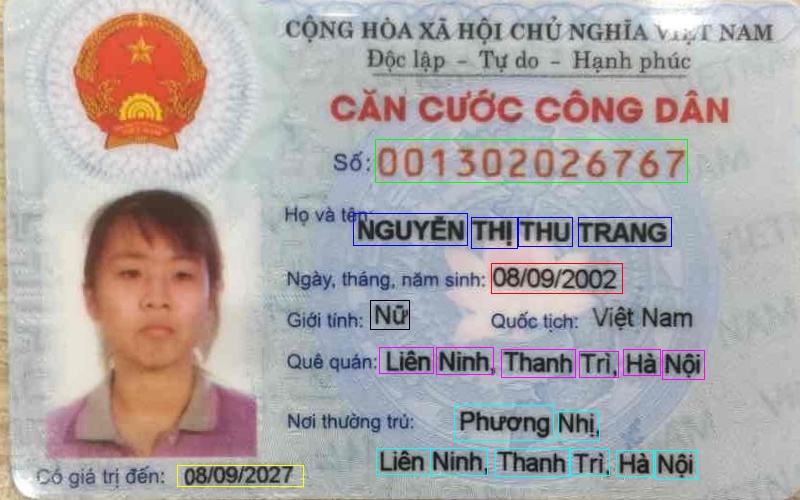 CỘNG HÒA XÃ HỘI CHỦ NGHĨA VIỆT NAM
Độc lập - Tự do - Hạnh phúc
CĂN CƯỚC CÔNG DÂN
Số: 001302026767
Họ và tên:
NGUYỄN THỊ THU TRANG
Ngày, tháng, năm sinh: 08/09/2002
Giới tính: Nữ Quốc tịch: Việt Nam
Quê quán: Liên Ninh, Thanh Trì, Hà Nội
Nơi thường trú: Phương Nhị,
Liên Ninh, Thanh Trì, Hà Nội
Có giá trị đến: 08/09/2027